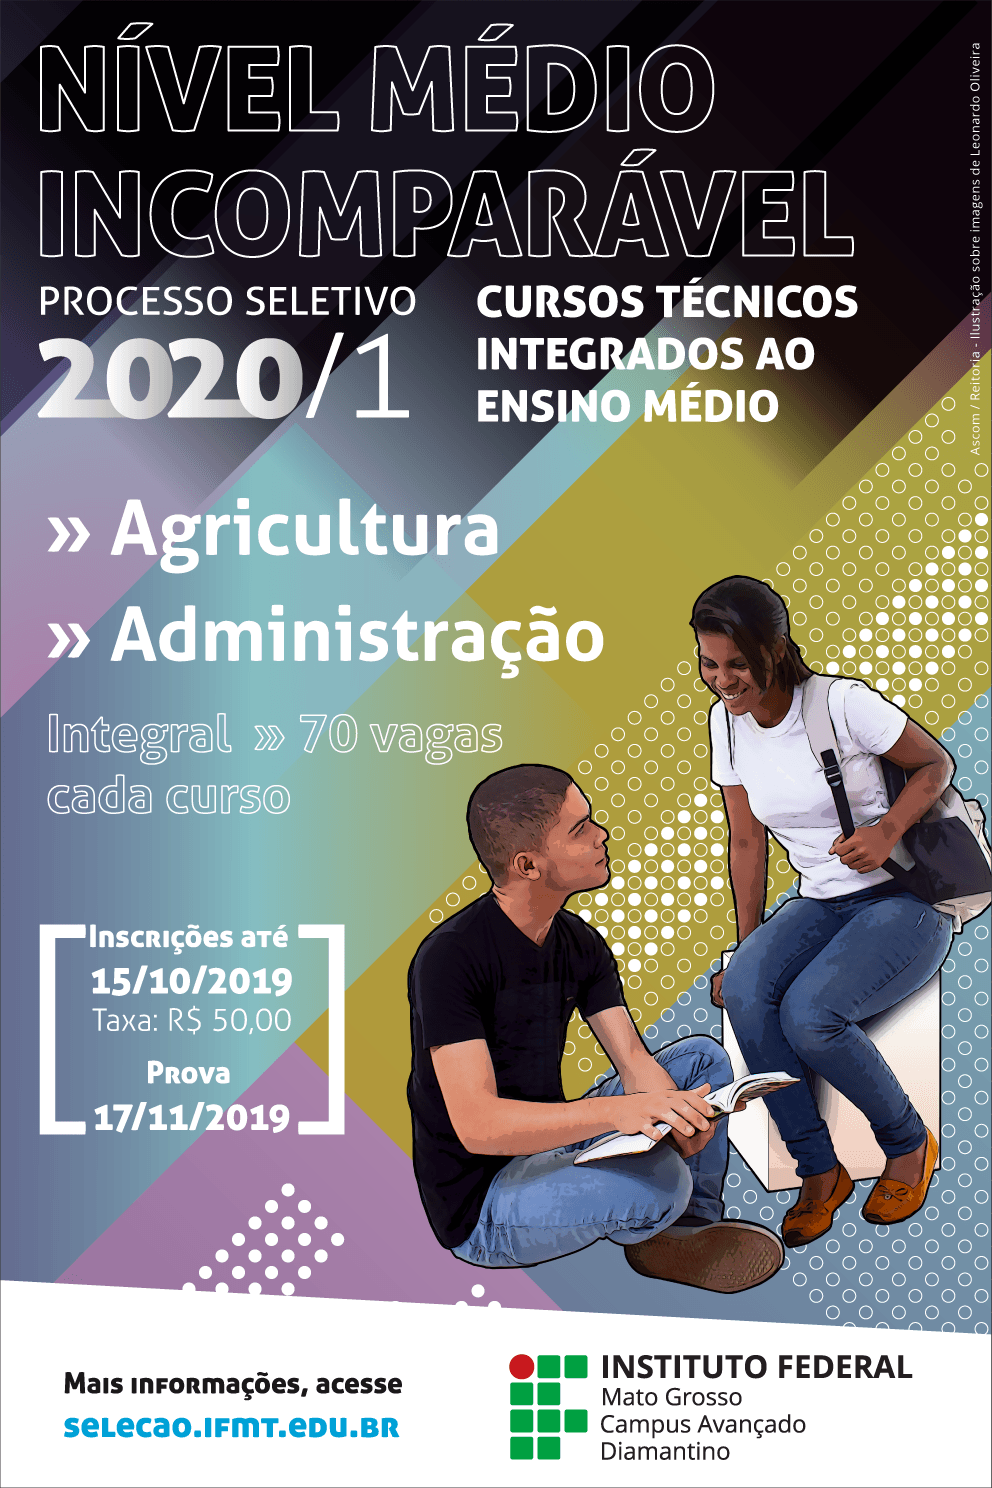 NÍVEL MÉDIO
INCOMPARÁVEL
PROCESSO SELETIVO
2020/1
CURSOS TÉCNICOS
INTEGRADOS AO
ENSINO MÉDIO
» Agricultura
» Administração
Integral » 70 vagas
cada curso
Inscrições até
15/10/2019
Taxa: R$ 50,00
Prova
17/11/2019
Mais informações, acesse
selecao.ifmt.edu.br
INSTITUTO FEDERAL
Mato Grosso
Campus Avançado
Diamantino
Ascom / Reitoria - Ilustração sobre imagens de Leonardo Oliveira